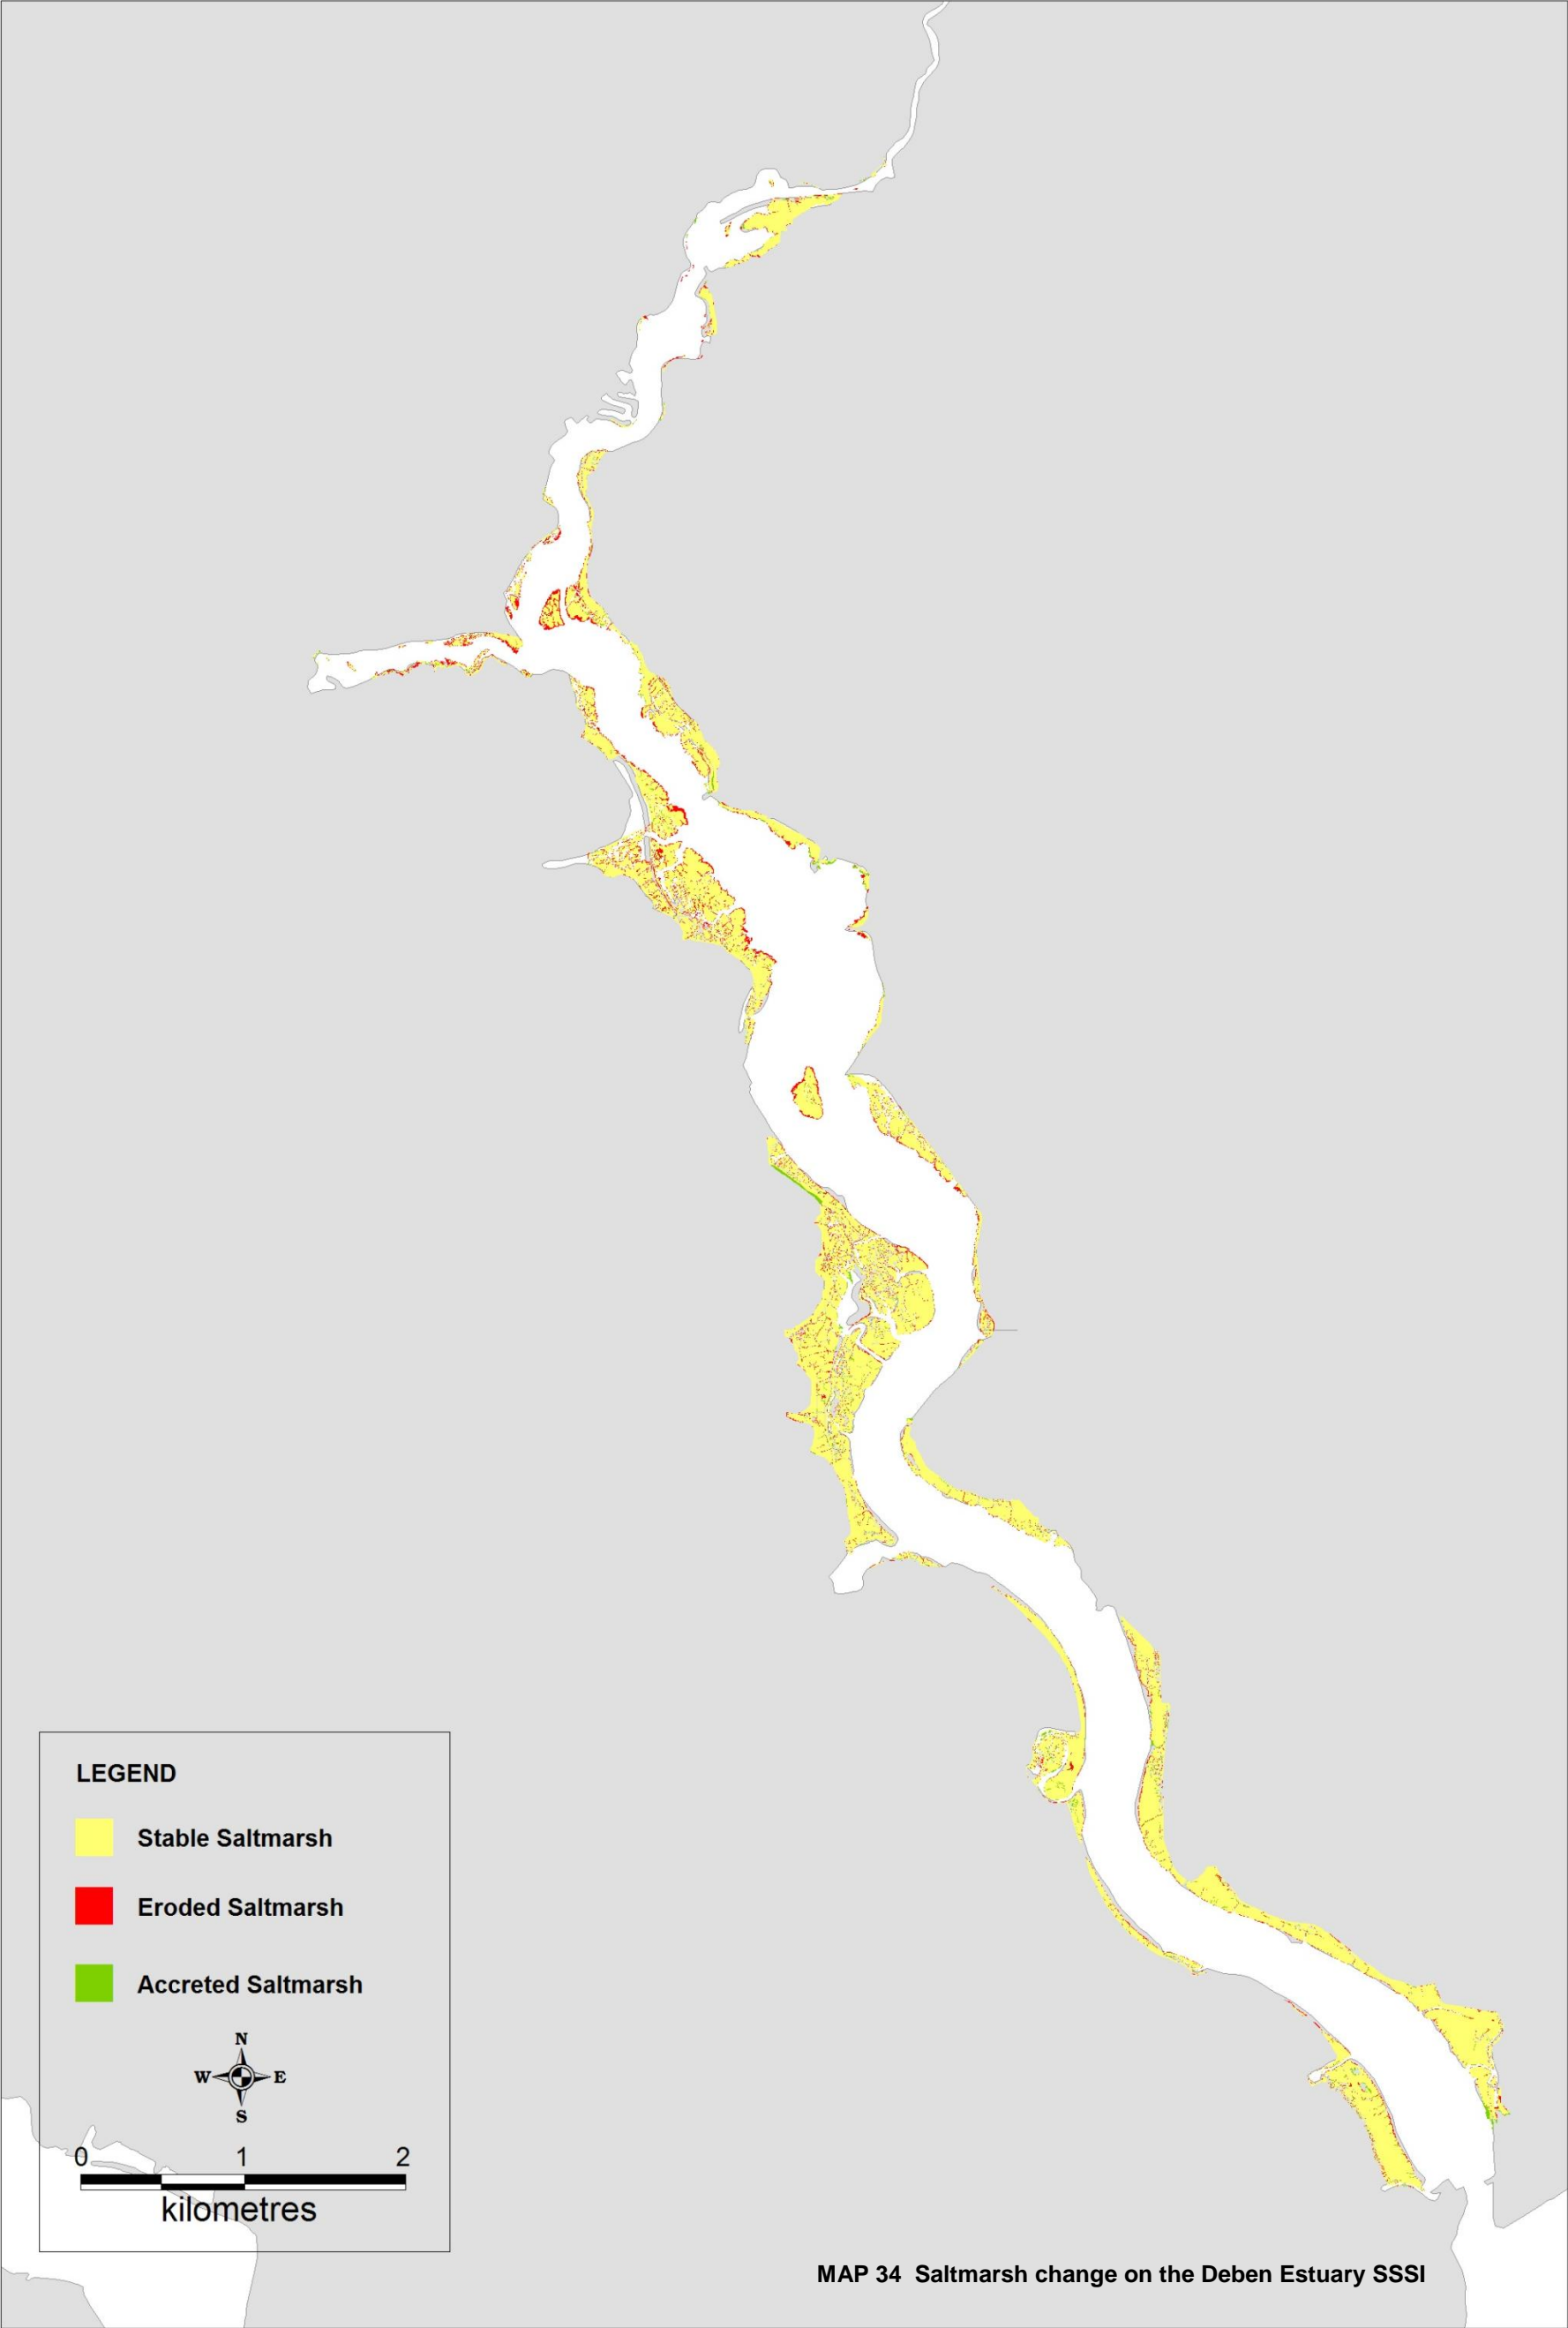 LEGEND
Stable Saltmarsh
Eroded Saltmarsh
Accreted Saltmarsh
N
W E
S
0 1 2
kilometres
MAP 34 Saltmarsh change on the Deben Estuary SSSI